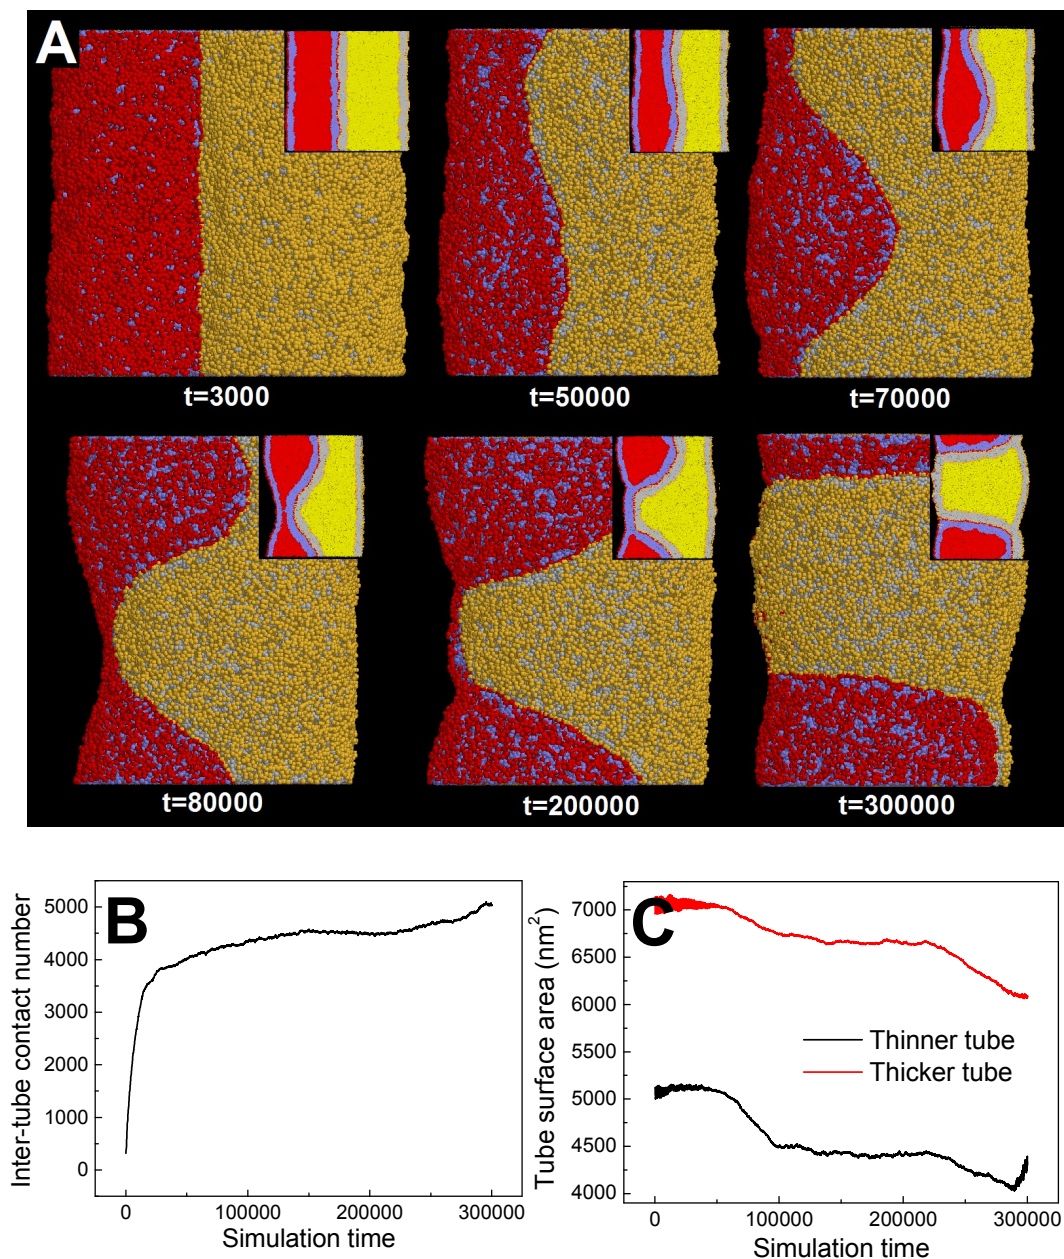 A
t=3000
t=50000
t=70000
t=80000
t=200000
t=300000
B
Inter-tube contact number
5000
4000
3000
2000
1000
0
0
100000
200000
300000
Simulation time
C
Tube surface area (nm²)
7000
6500
6000
5500
5000
4500
4000
Thinner tube
Thicker tube
0
100000
200000
300000
Simulation time